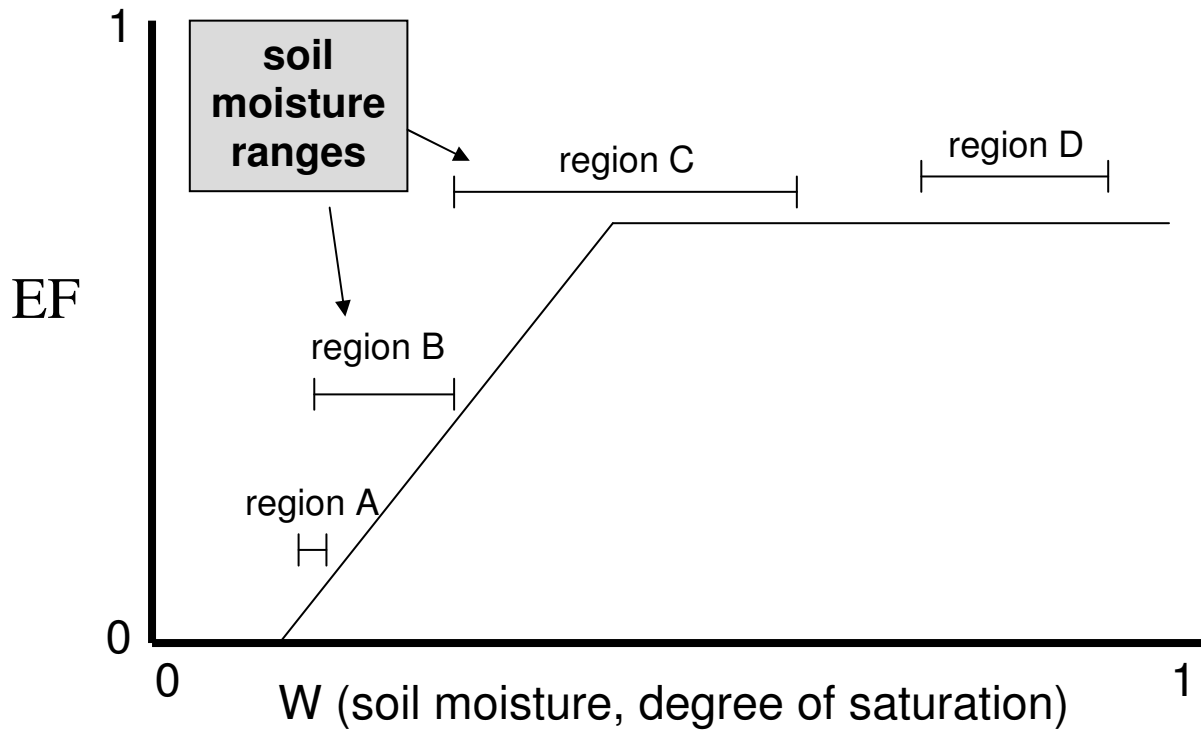 1
soil
moisture
ranges
region C
region D
EF
region B
region A
0
0
1
W (soil moisture, degree of saturation)